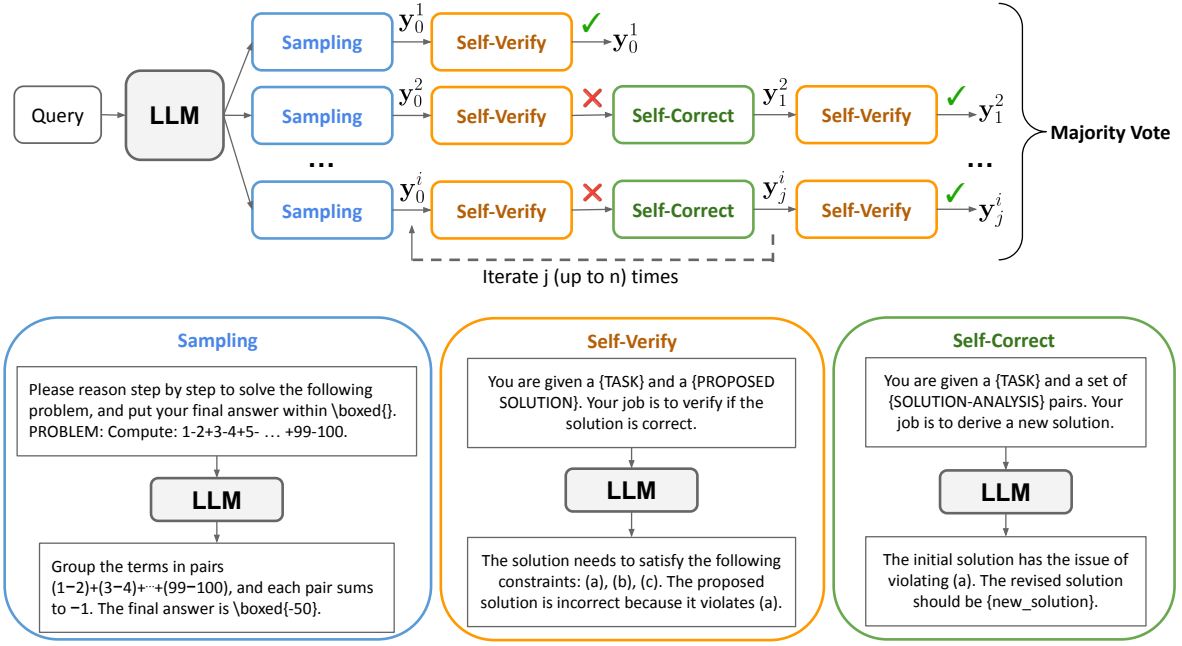 Sampling
y_0^1
Self-Verify
✓
y_0^1
Query
LLM
Sampling
y_0^2
Self-Verify
✗
Self-Correct
y_1^2
Self-Verify
✓
y_1^2
Majority Vote
...
...
Sampling
y_0^i
Self-Verify
✗
Self-Correct
y_j^i
Self-Verify
✓
y_j^i
Iterate j (up to n) times
Sampling
Please reason step by step to solve the following
problem, and put your final answer within \boxed{}.
PROBLEM: Compute: 1-2+3-4+5- … +99-100.
LLM
Group the terms in pairs
(1−2)+(3−4)+⋯+(99−100), and each pair sums
to −1. The final answer is \boxed{-50}.
Self-Verify
You are given a {TASK} and a {PROPOSED
SOLUTION}. Your job is to verify if the
solution is correct.
LLM
The solution needs to satisfy the following
constraints: (a), (b), (c). The proposed
solution is incorrect because it violates (a).
Self-Correct
You are given a {TASK} and a set of
{SOLUTION-ANALYSIS} pairs. Your
job is to derive a new solution.
LLM
The initial solution has the issue of
violating (a). The revised solution
should be {new_solution}.